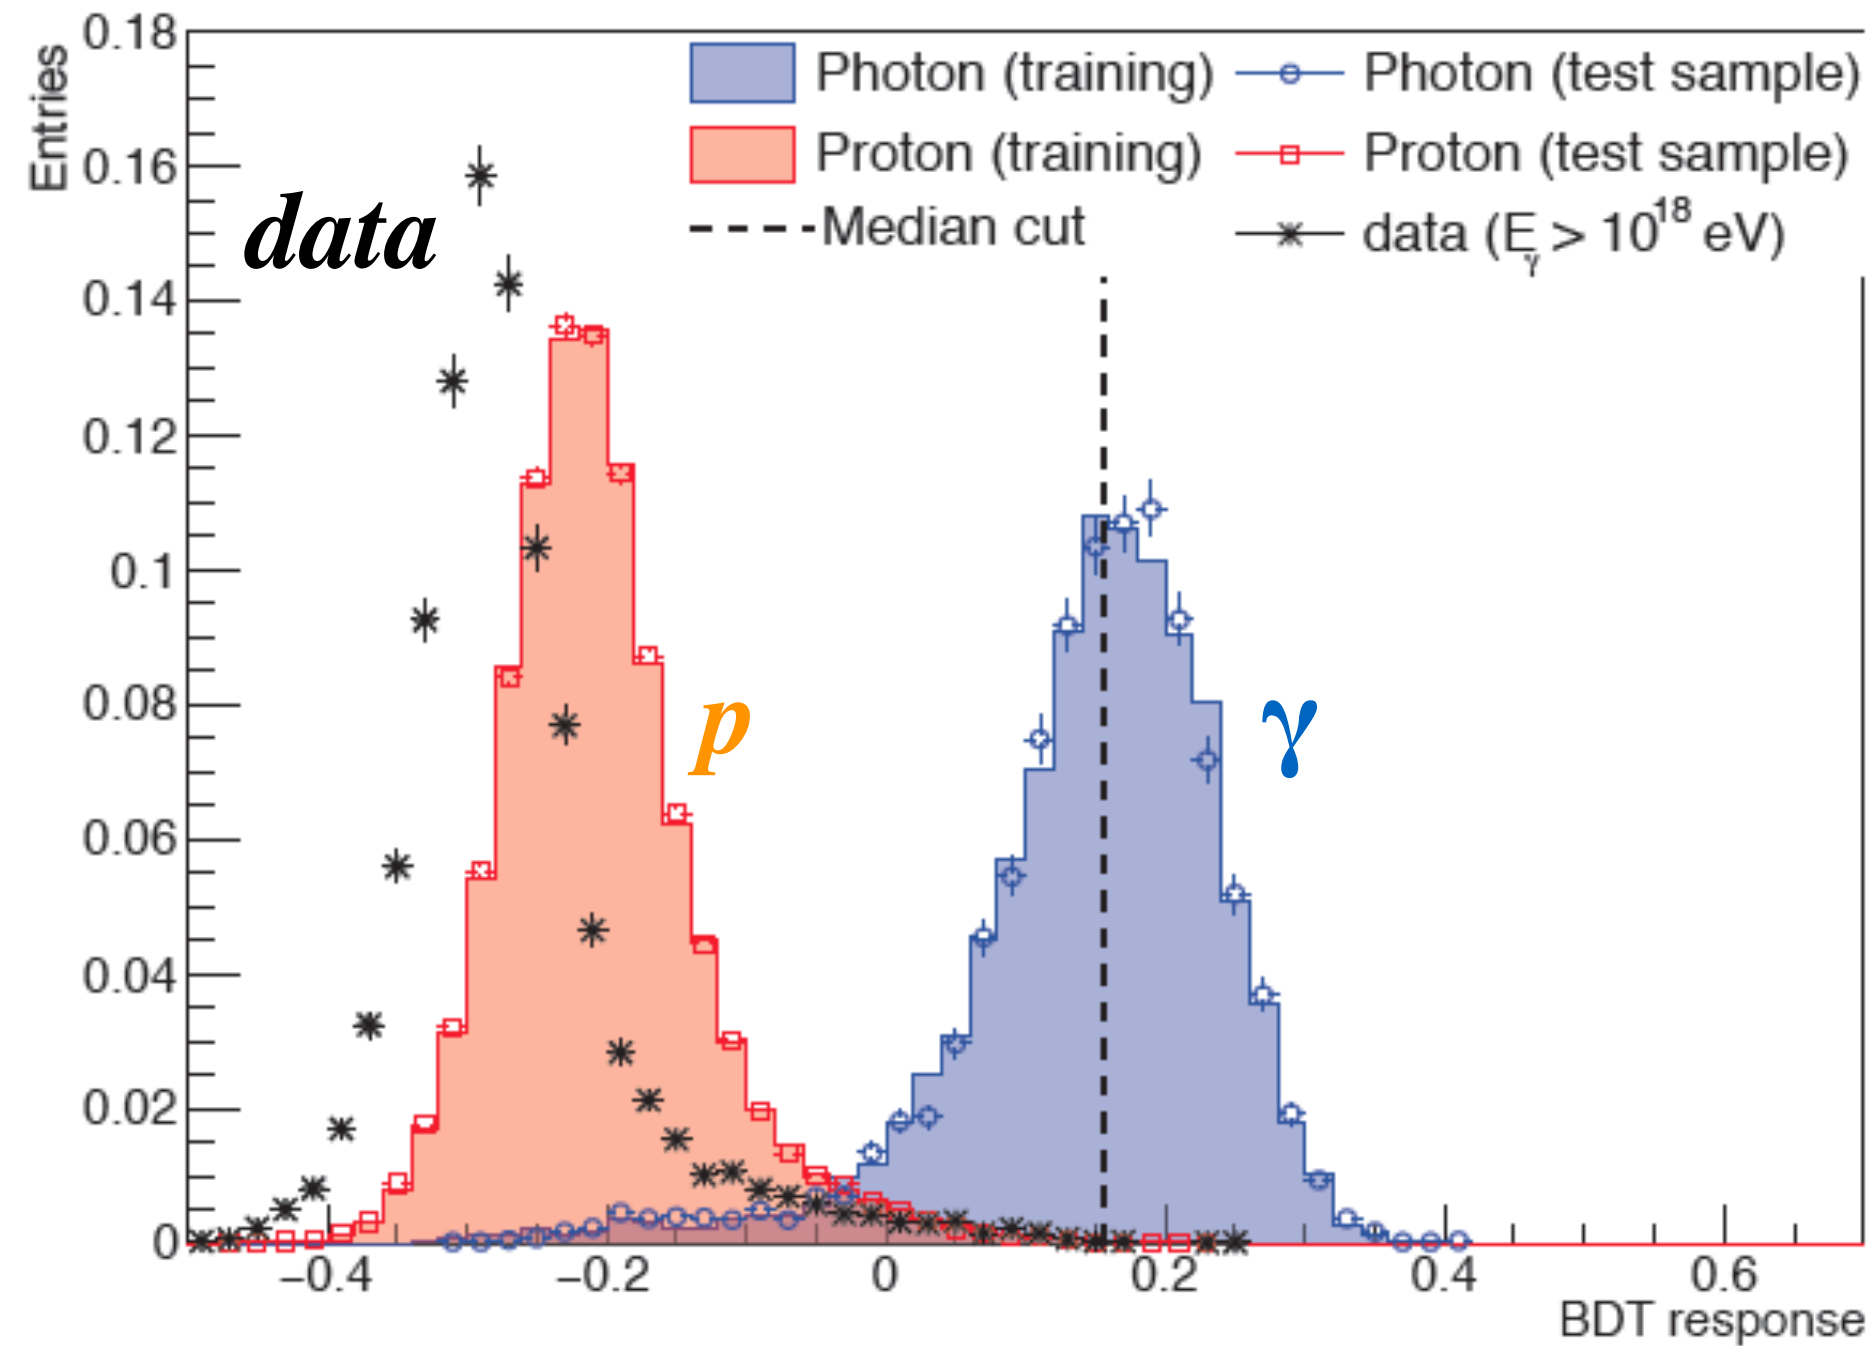 Entries
0.18
0.16
0.14
0.12
0.1
0.08
0.06
0.04
0.02
0
Photon (training)
Photon (test sample)
Proton (training)
Proton (test sample)
Median cut
data (Eγ > 10^18 eV)
data
p
γ
−0.4
−0.2
0
0.2
0.4
0.6
BDT response